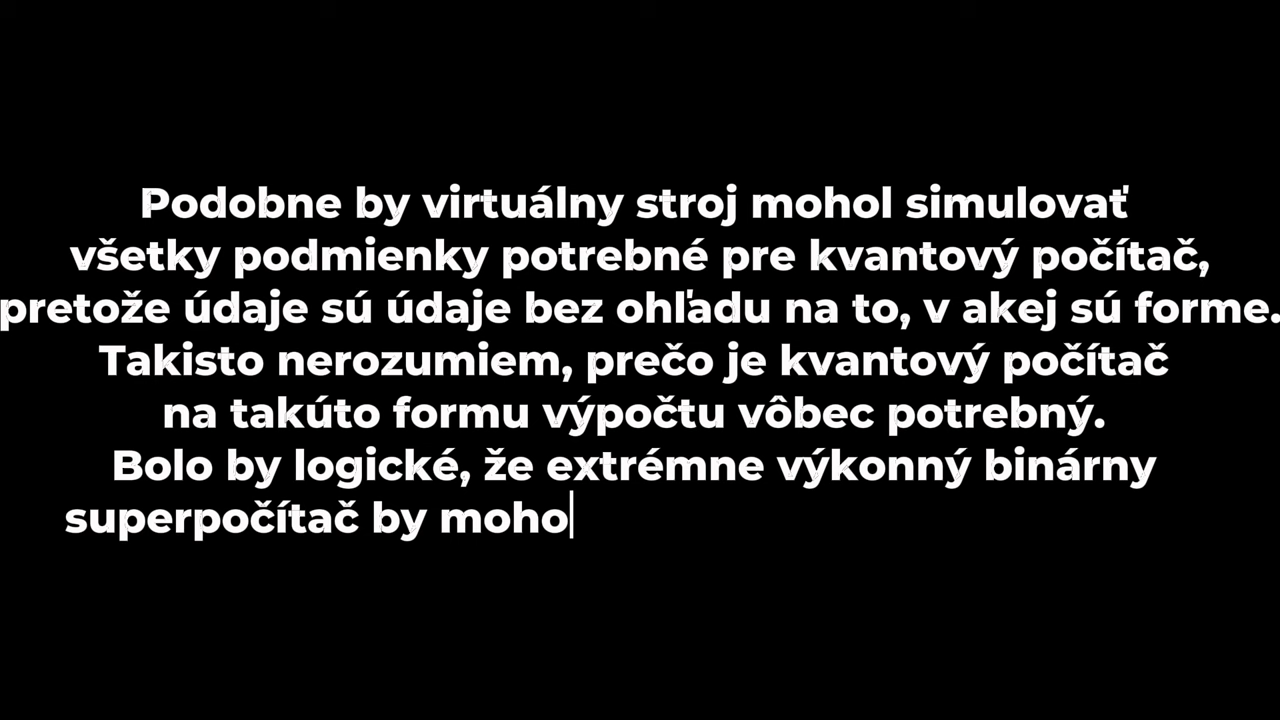 Podobne by virtuálny stroj mohol simulovať
všetky podmienky potrebné pre kvantový počítač,
pretože údaje sú údaje bez ohľadu na to, v akej sú forme.
Takisto nerozumiem, prečo je kvantový počítač
na takúto formu výpočtu vôbec potrebný.
Bolo by logické, že extrémne výkonný binárny
superpočítač by moho